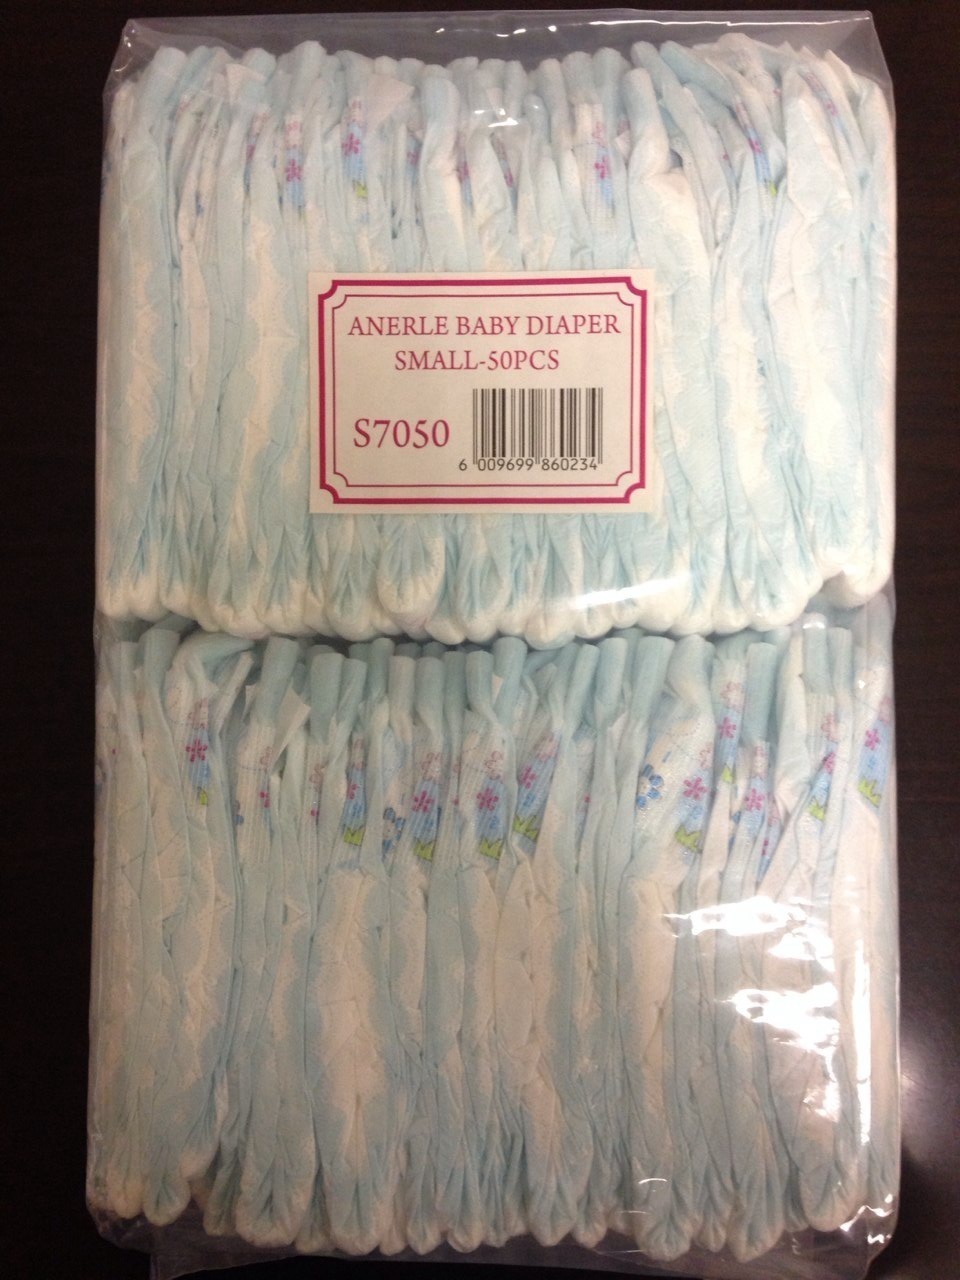 ANERLE BABY DIAPER
SMALL-50PCS
S7050
6 009699 860234